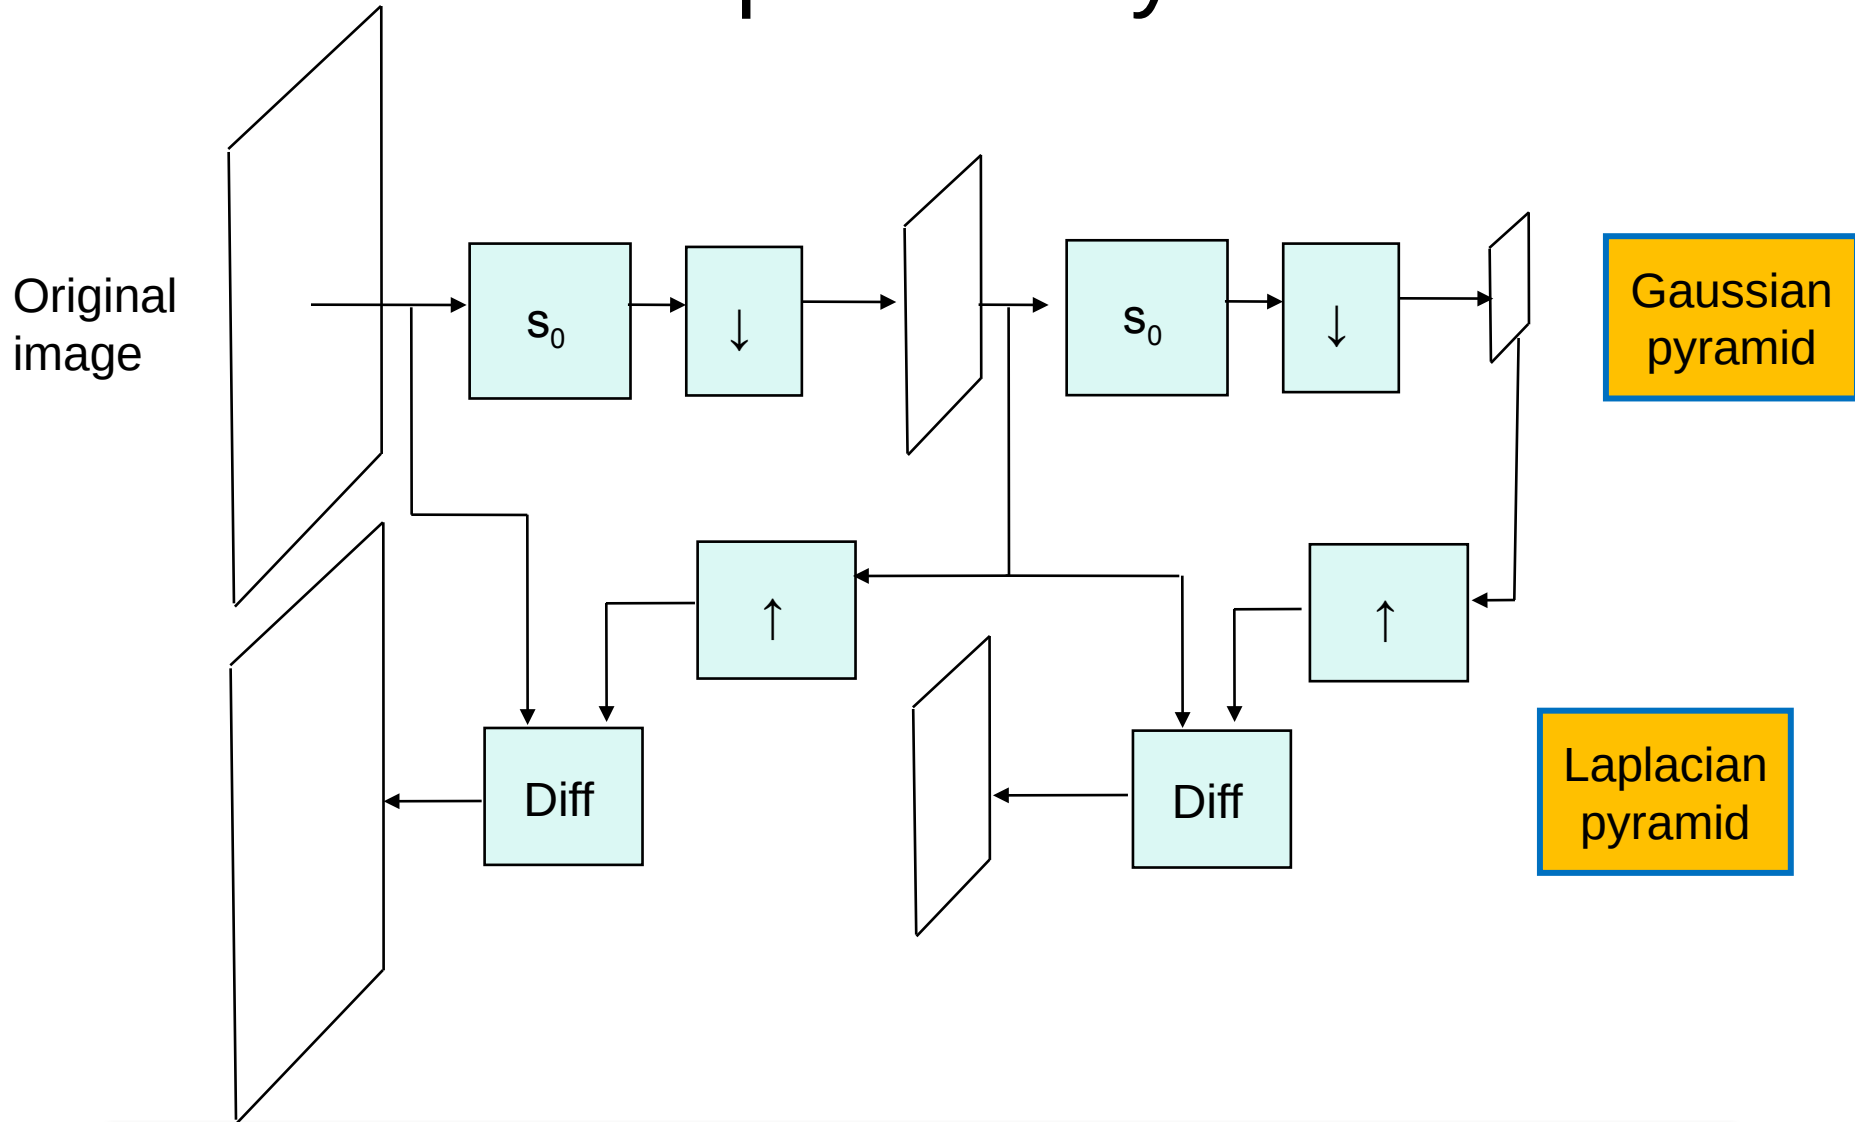 Original
image
s₀
↓
s₀
↓
Gaussian
pyramid
↑
↑
Diff
Diff
Laplacian
pyramid